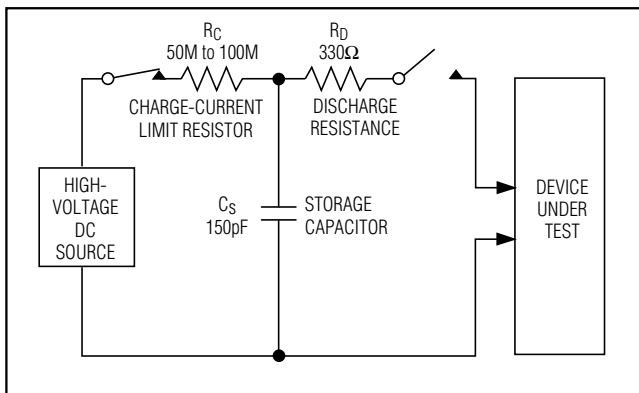 RC
50M to 100M
CHARGE-CURRENT
LIMIT RESISTOR
RD
330Ω
DISCHARGE
RESISTANCE
HIGH-
VOLTAGE
DC
SOURCE
CS
150pF
STORAGE
CAPACITOR
DEVICE
UNDER
TEST